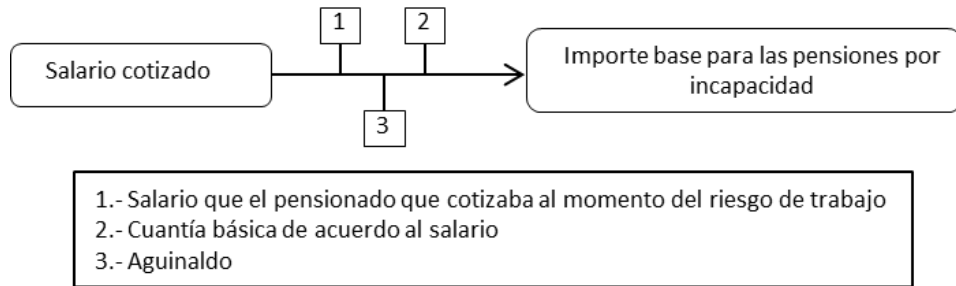 1
2
Salario cotizado
Importe base para las pensiones por
incapacidad
3
1.- Salario que el pensionado que cotizaba al momento del riesgo de trabajo
2.- Cuantía básica de acuerdo al salario
3.- Aguinaldo